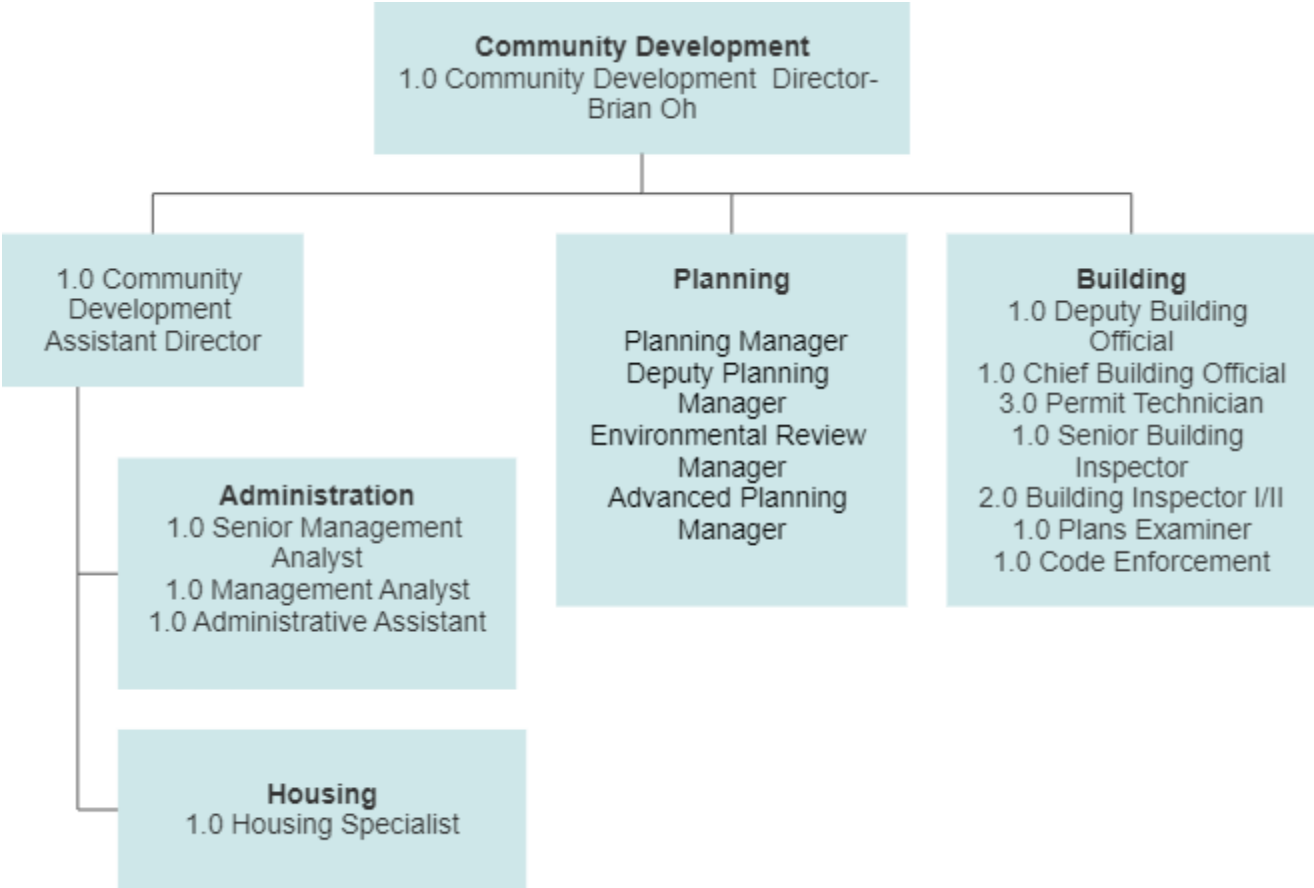 Community Development
1.0 Community Development Director-
Brian Oh
1.0 Community
Development
Assistant Director
Administration
1.0 Senior Management
Analyst
1.0 Management Analyst
1.0 Administrative Assistant
Housing
1.0 Housing Specialist
Planning
Planning Manager
Deputy Planning
Manager
Environmental Review
Manager
Advanced Planning
Manager
Building
1.0 Deputy Building
Official
1.0 Chief Building Official
3.0 Permit Technician
1.0 Senior Building
Inspector
2.0 Building Inspector I/II
1.0 Plans Examiner
1.0 Code Enforcement